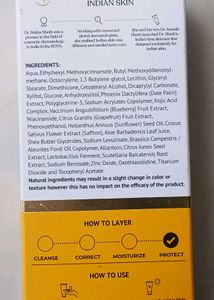 INDIAN SKIN
INGREDIENTS:
Aqua, Ethylhexyl Methoxycinnamate, Butyl Methoxydibenzoyl-
methane, Octocrylene, 1,3 Butylene glycol, Lecithin, Glyceryl
Stearate, Dimethicone, Cetostearyl Alcohol, Dicaprylyl Carbonate,
Xylitol, Glucose, Anhydroxylitol, Phoenix Dactylifera (Date Palm)
Extract, Polyglycerine-3, Sodium Acrylates Copolymer, Kojic Acid
Complex, Vaccinium Angustifolium (Blueberry) Fruit Extract,
Niacinamide, Citrus Grandis (Grapefruit) Fruit Extract,
Phenoxyethanol, Helianthus Annuus (Sunflower) Seed Oil, Crocus
Sativus Flower Extract (Saffron), Aloe Barbadensis Leaf Juice,
Shea Butter Glycerides, Sodium Levulinate, Brassica Campestris /
Aleurites Fordi Oil Copolymer, Allantoin, Citrus Junos Seed
Extract, Lactobacillus Ferment, Scutellaria Baicalensis Root
Extract, Sodium Benzoate, Zinc Oxide, Oxothiazolidine, Titanium
Dioxide and Tocopheryl Acetate.
Natural ingredients may result in a slight change in color or
texture however this has no impact on the efficacy of the product.
HOW TO LAYER
CLEANSE
CORRECT
MOISTURIZE
PROTECT
HOW TO USE